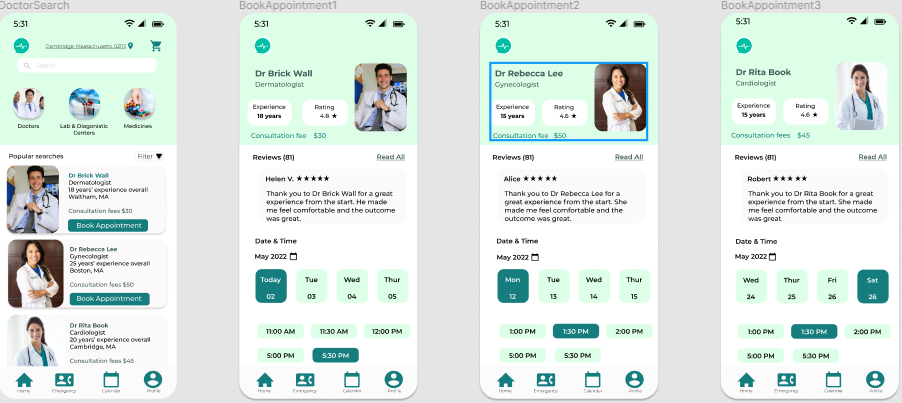 DoctorSearch
5:31
Cambridge, Massachusetts 02113
Search
Doctors
Lab & Diegonistic
Centers
Medicines
Popular searches
Filter
Dr Brick Wall
Dermatologist
18 years' experience overall
Waltham, MA
Consultation fees $30
Book Appointment
Dr Rebecca Lee
Gynecologist
25 years' experience overall
Boston, MA
Consultation fees $50
Book Appointment
Dr Rita Book
Cardiologist
20 years' experience overall
Cambridge, MA
Consultation fees $45
Home
Emergency
Calendar
Profile
BookAppointment1
5:31
Dr Brick Wall
Dermatologist
Experience
18 years
Rating
4.8 ★
Consultation fee $30
Reviews (81)
Read All
Helen V. ★★★★★
Thank you to Dr Brick Wall for a great
experience from the start. He made
me feel comfortable and the outcome
was great.
Date & Time
May 2022
Today
02
Tue
03
Wed
04
Thur
05
11:00 AM
11:30 AM
12:00 PM
5:00 PM
5:30 PM
Home
Emergency
Calendar
Profile
BookAppointment2
5:31
Dr Rebecca Lee
Gynecologist
Experience
15 years
Rating
4.6 ★
Consultation fee $50
Reviews (81)
Read All
Alice ★★★★★
Thank you to Dr Rebecca Lee for a
great experience from the start. She
made me feel comfortable and the
outcome was great.
Date & Time
May 2022
Mon
12
Tue
13
Wed
14
Thur
15
1:00 PM
1:30 PM
2:00 PM
5:00 PM
5:30 PM
Home
Emergency
Calendar
Profile
BookAppointment3
5:31
Dr Rita Book
Cardiologist
Experience
15 years
Rating
4.6 ★
Consultation fees $45
Reviews (81)
Read All
Robert ★★★★★
Thank you to Dr Rita Book for a great
experience from the start. She made
me feel comfortable and the outcome
was great.
Date & Time
May 2022
Wed
24
Thur
25
Fri
26
Sat
26
1:00 PM
1:30 PM
2:00 PM
5:00 PM
5:30 PM
Home
Emergency
Calendar
Profile